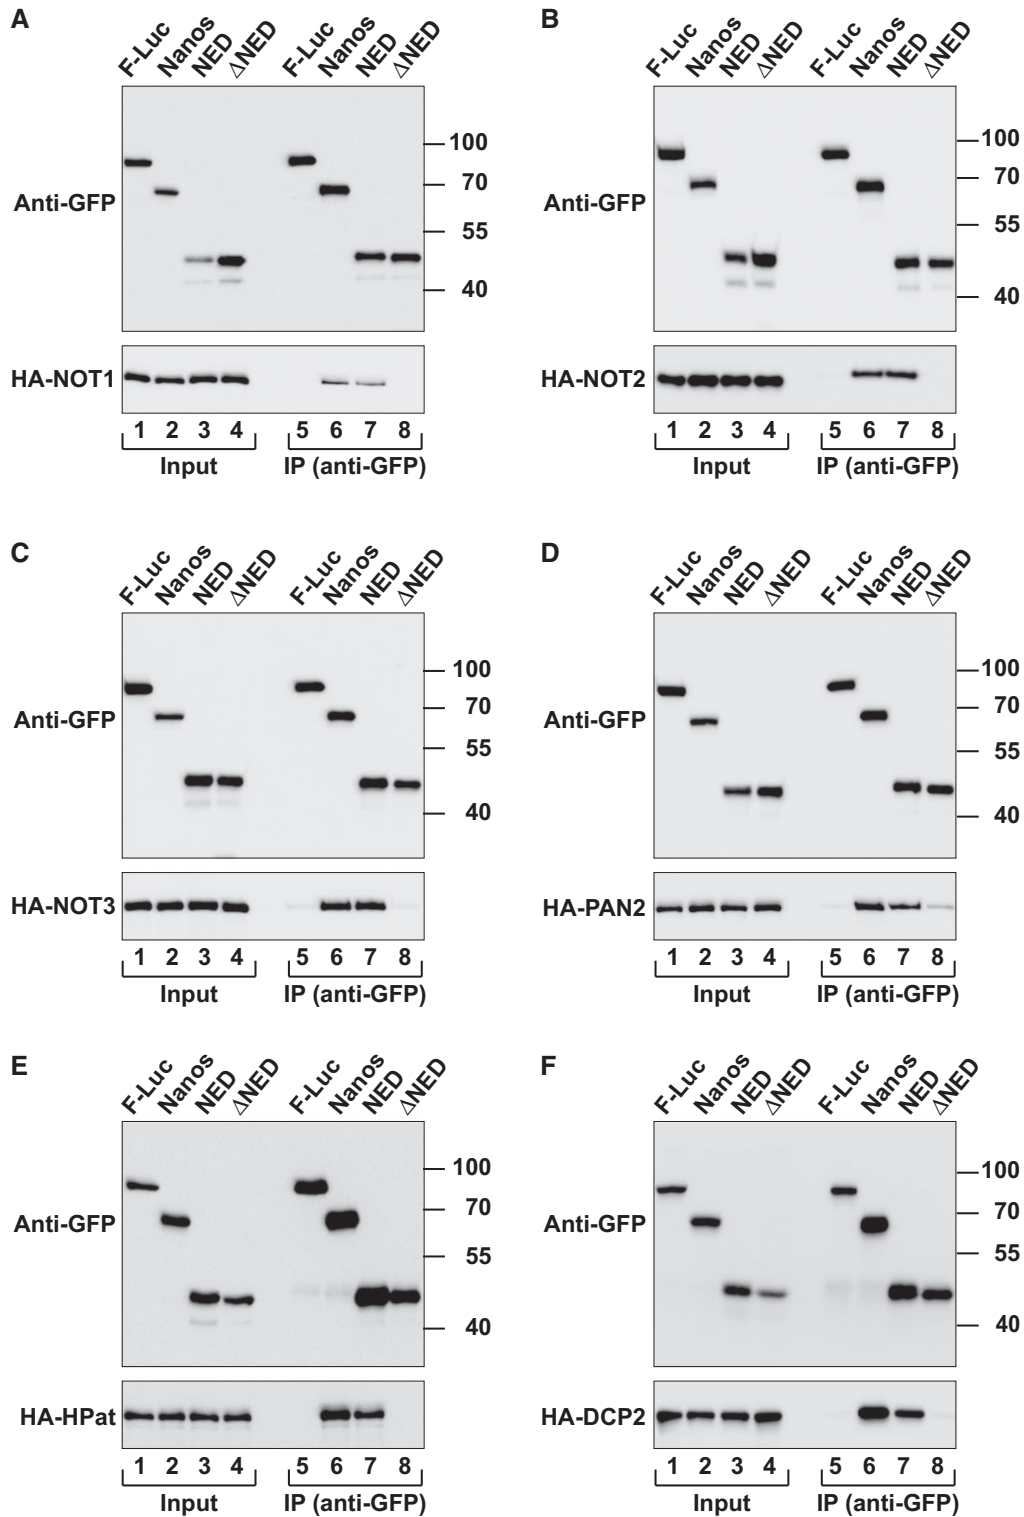 A
F-Luc Nanos NED ΔNED F-Luc Nanos NED ΔNED
Anti-GFP
100
70
55
40
HA-NOT1
1 2 3 4 5 6 7 8
Input IP (anti-GFP)
B
F-Luc Nanos NED ΔNED F-Luc Nanos NED ΔNED
Anti-GFP
100
70
55
40
HA-NOT2
1 2 3 4 5 6 7 8
Input IP (anti-GFP)
C
F-Luc Nanos NED ΔNED F-Luc Nanos NED ΔNED
Anti-GFP
100
70
55
40
HA-NOT3
1 2 3 4 5 6 7 8
Input IP (anti-GFP)
D
F-Luc Nanos NED ΔNED F-Luc Nanos NED ΔNED
Anti-GFP
100
70
55
40
HA-PAN2
1 2 3 4 5 6 7 8
Input IP (anti-GFP)
E
F-Luc Nanos NED ΔNED F-Luc Nanos NED ΔNED
Anti-GFP
100
70
55
40
HA-HPat
1 2 3 4 5 6 7 8
Input IP (anti-GFP)
F
F-Luc Nanos NED ΔNED F-Luc Nanos NED ΔNED
Anti-GFP
100
70
55
40
HA-DCP2
1 2 3 4 5 6 7 8
Input IP (anti-GFP)